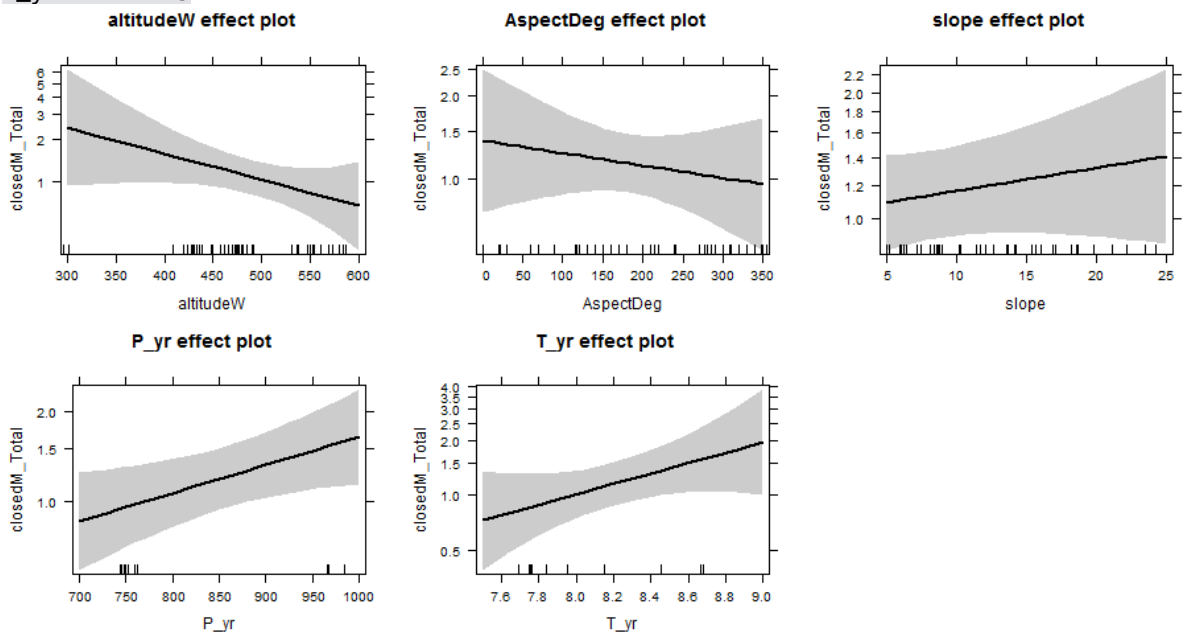 altitudeW effect plot
6
5
4
3
2
1
closedM_Total
300 350 400 450 500 550 600
altitudeW
AspectDeg effect plot
2.5
2.0
1.5
1.0
closedM_Total
0 50 100 150 200 250 300 350
AspectDeg
slope effect plot
2.2
2.0
1.8
1.6
1.4
1.2
1.0
closedM_Total
5 10 15 20 25
slope
P_yr effect plot
2.0
1.5
1.0
closedM_Total
700 750 800 850 900 950 1000
P_yr
T_yr effect plot
4.0
3.5
3.0
2.5
2.0
1.5
1.0
0.5
closedM_Total
7.6 7.8 8.0 8.2 8.4 8.6 8.8 9.0
T_yr